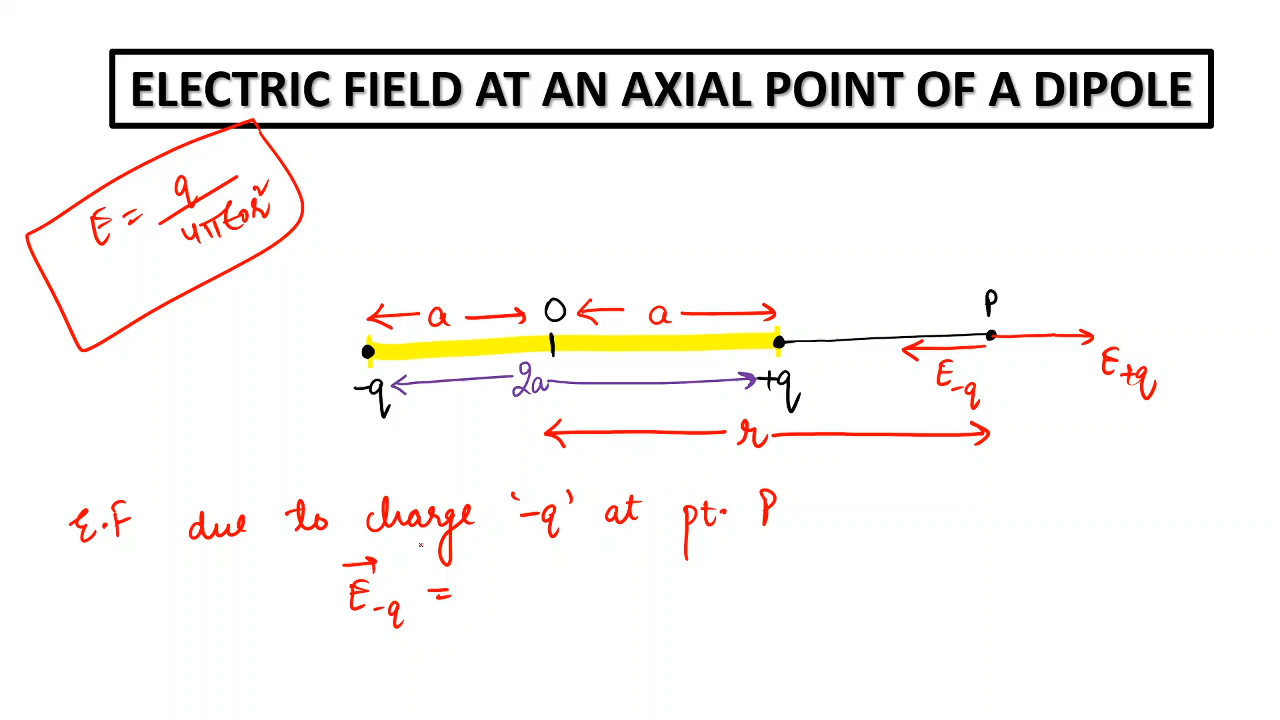 ELECTRIC FIELD AT AN AXIAL POINT OF A DIPOLE
E = q / 4πε0r²
a O a P
-q 2a +q E-q E+q
r
E.F due to charge '-q' at pt. P
E⃗-q =